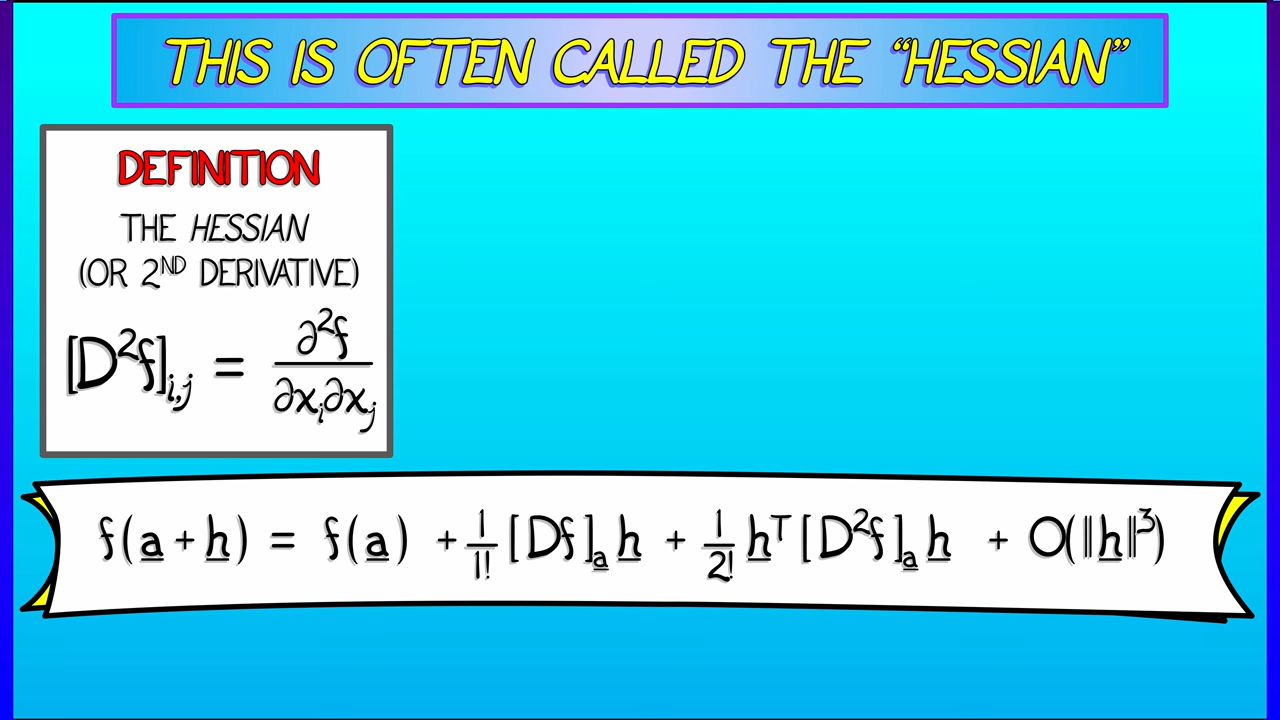 THIS IS OFTEN CALLED THE “HESSIAN”
DEFINITION
THE HESSIAN
(OR 2ND DERIVATIVE)
[D²f]i,j = ∂²f / ∂xi∂xj
f(a + h) = f(a) + 1/1! [Df]a h + 1/2! hᵀ [D²f]a h + O(‖h‖³)